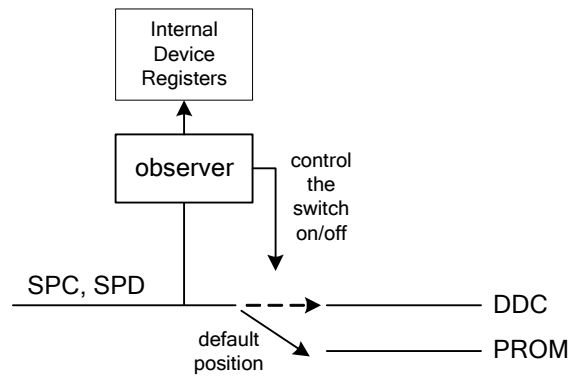 Internal
Device
Registers
observer
control
the
switch
on/off
SPC, SPD
DDC
default
position
PROM